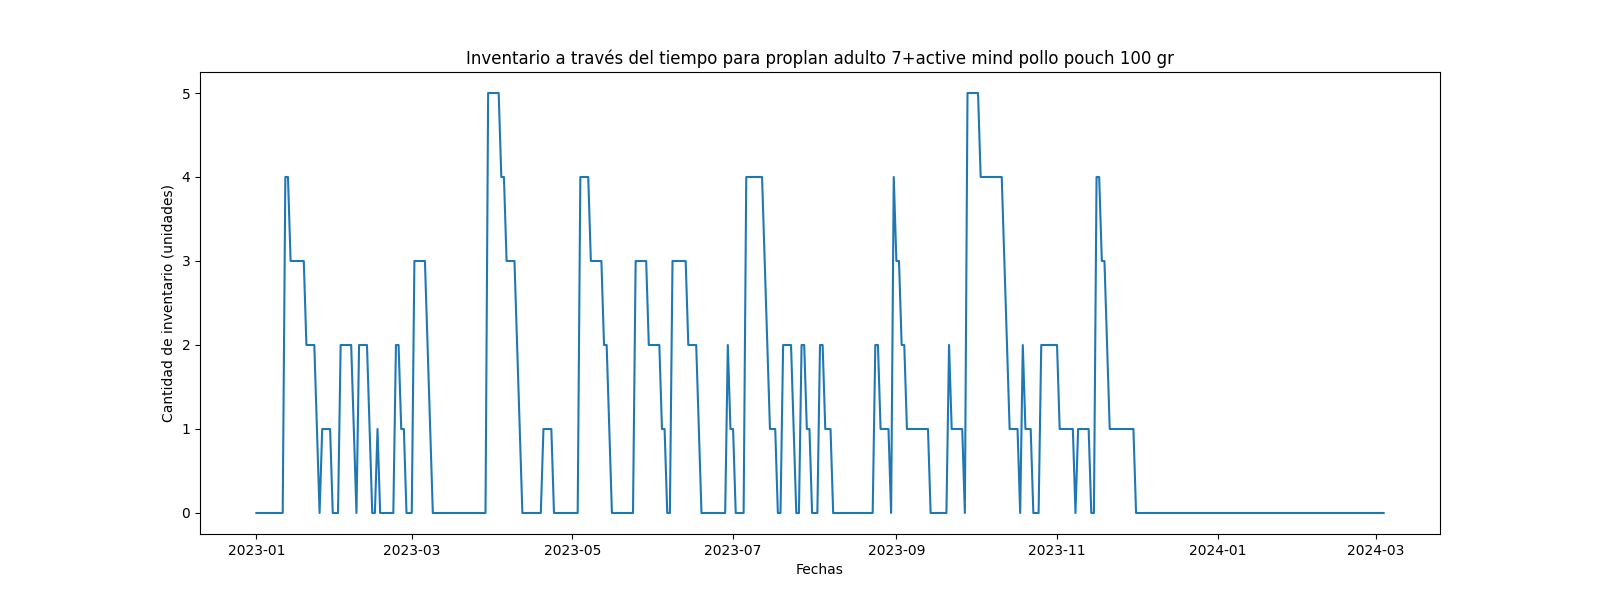 Inventario a través del tiempo para proplan adulto 7+active mind pollo pouch 100 gr
Cantidad de inventario (unidades)
5
4
3
2
1
0
2023-01 2023-03 2023-05 2023-07 2023-09 2023-11 2024-01 2024-03
Fechas